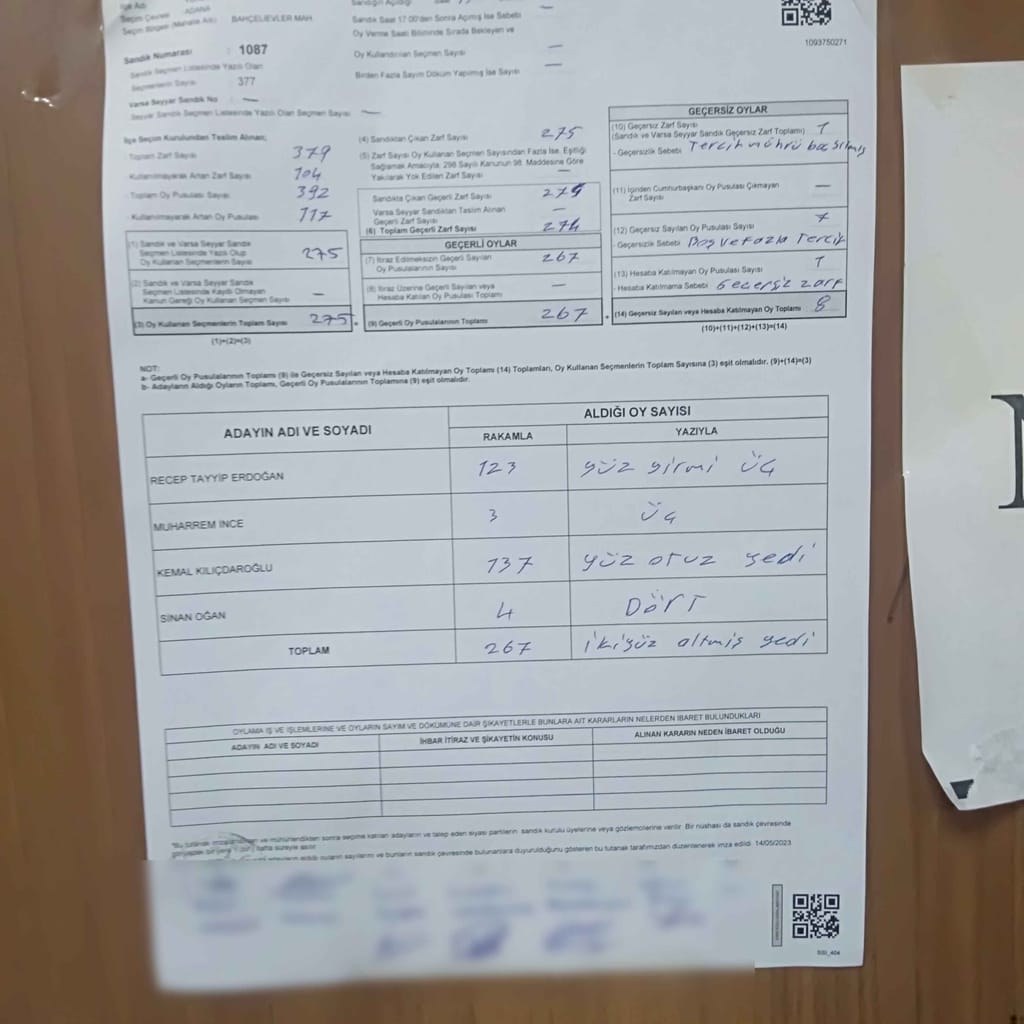 İlçe Adı
Seçim Çevresi ADANA
Seçim Bölgesi (Mahalle Adı) : BAHÇELİEVLER MAH.
Sandık Numarası : 1087
Sandık Seçmen Listesinde Yazılı Olan
Seçmenlerin Sayısı : 377
Varsa Seyyar Sandık No : —
Seyyar Sandık Seçmen Listesinde Yazılı Olan Seçmen Sayısı : —
Sandık Saat 17.00'den Sonra Açılmış İse Sebebi —
Oy Verme Saati Bitiminde Sırada Bekleyen ve
Oy Kullandırılan Seçmen Sayısı —
Birden Fazla Sayım Döküm Yapılmış İse Sayısı —
1093750271
İlçe Seçim Kurulundan Teslim Alınan;
Toplam Zarf Sayısı 379
Kullanılmayarak Artan Zarf Sayısı 104
- Toplam Oy Pusulası Sayısı 392
- Kullanılmayarak Artan Oy Pusulası 117
(1) Sandık ve Varsa Seyyar Sandık
Seçmen Listesinde Yazılı Olup
Oy Kullanan Seçmenlerin Sayısı 275
(2) Sandık ve Varsa Seyyar Sandık
Seçmen Listesinde Kaydı Olmayan
Kanun Gereği Oy Kullanan Seçmen Sayısı —
(3) Oy Kullanan Seçmenlerin Toplam Sayısı 275
(1)+(2)=(3)
(4) Sandıktan Çıkan Zarf Sayısı 275
(5) Zarf Sayısı Oy Kullanan Seçmen Sayısından Fazla İse, Eşitliği
Sağlamak Amacıyla, 298 Sayılı Kanunun 98. Maddesine Göre
Yakılarak Yok Edilen Zarf Sayısı —
Sandıkta Çıkan Geçerli Zarf Sayısı 274
Varsa Seyyar Sandıktan Teslim Alınan
Geçerli Zarf Sayısı —
(6) Toplam Geçerli Zarf Sayısı 274
GEÇERLİ OYLAR
(7) İtiraz Edilmeksizin Geçerli Sayılan
Oy Pusulalarının Sayısı 267
(8) İtiraz Üzerine Geçerli Sayılan ve
Hesaba Katılan Oy Pusulası Toplamı —
(9) Geçerli Oy Pusulalarının Toplamı 267
GEÇERSİZ OYLAR
(10) Geçersiz Zarf Sayısı 1
(Sandık ve Varsa Seyyar Sandık Geçersiz Zarf Toplamı)
- Geçersizlik Sebebi Tercih mührü basılmış
(11) İçinden Cumhurbaşkanı Oy Pusulası Çıkmayan —
Zarf Sayısı
(12) Geçersiz Sayılan Oy Pusulası Sayısı 7
- Geçersizlik Sebebi Boş ve Fazla Tercih
(13) Hesaba Katılmayan Oy Pusulası Sayısı 1
- Hesaba Katılmama Sebebi Geçersiz zarf
(14) Geçersiz Sayılan veya Hesaba Katılmayan Oy Toplamı 8
(10)+(11)+(12)+(13)=(14)
NOT:
a- Geçerli Oy Pusulalarının Toplamı (9) ile Geçersiz Sayılan veya Hesaba Katılmayan Oy Toplamı (14) Toplamları, Oy Kullanan Seçmenlerin Toplam Sayısına (3) eşit olmalıdır. (9)+(14)=(3)
b- Adayların Aldığı Oyların Toplamı, Geçerli Oy Pusulalarının Toplamına (9) eşit olmalıdır.
ADAYIN ADI VE SOYADI
ALDIĞI OY SAYISI
RAKAMLA YAZIYLA
RECEP TAYYİP ERDOĞAN 123 yüz yirmi üç
MUHARREM İNCE 3 üç
KEMAL KILIÇDAROĞLU 137 yüz otuz yedi
SİNAN OĞAN 4 DÖRT
TOPLAM 267 ikiyüz altmış yedi
OYLAMA İŞ VE İŞLEMLERİNE VE OYLARIN SAYIM VE DÖKÜMÜNE DAİR ŞİKAYETLERLE BUNLARA AİT KARARLARIN NELERDEN İBARET BULUNDUKLARI
ADAYIN ADI VE SOYADI İHBAR İTİRAZ VE ŞİKAYETİN KONUSU ALINAN KARARIN NEDEN İBARET OLDUĞU
"Bu tutanak ve mühürlendikten sonra seçime katılan adayların ve talep eden siyasi partilerin sandık kurulu üyelerine veya gözlemcilerine verilir. Bir nüshası da sandık çevresinde
hafta süreyle asılır.
aldığı oyların sayılarını ve bunların sandık çevresinde bulunanlara duyurulduğunu gösteren bu tutanak tarafımızdan düzenlenerek imza edildi. 14/05/2023